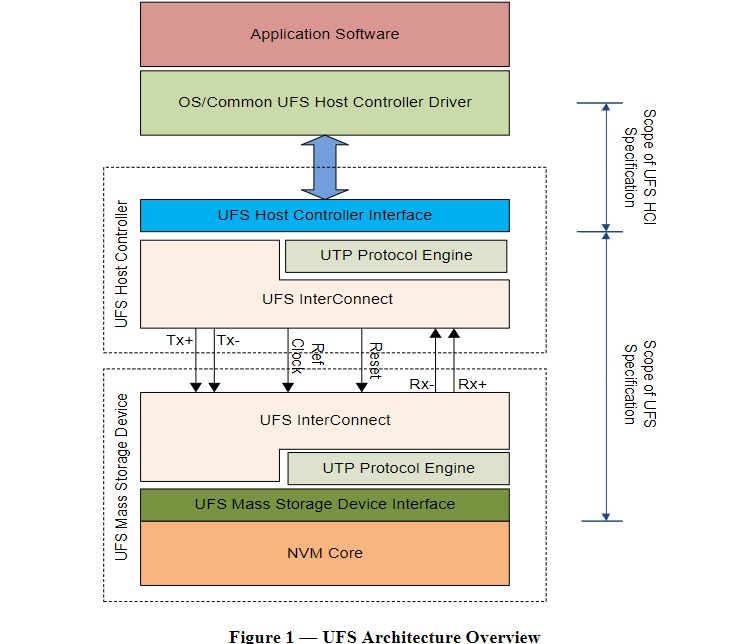 Application Software
OS/Common UFS Host Controller Driver
Scope of UFS HCI
Specification
UFS Host Controller
UFS Host Controller Interface
UTP Protocol Engine
UFS InterConnect
Tx+
Tx-
Ref
Clock
Reset
Rx-
Rx+
Scope of UFS
Specification
UFS Mass Storage Device
UFS InterConnect
UTP Protocol Engine
UFS Mass Storage Device Interface
NVM Core
Figure 1 — UFS Architecture Overview